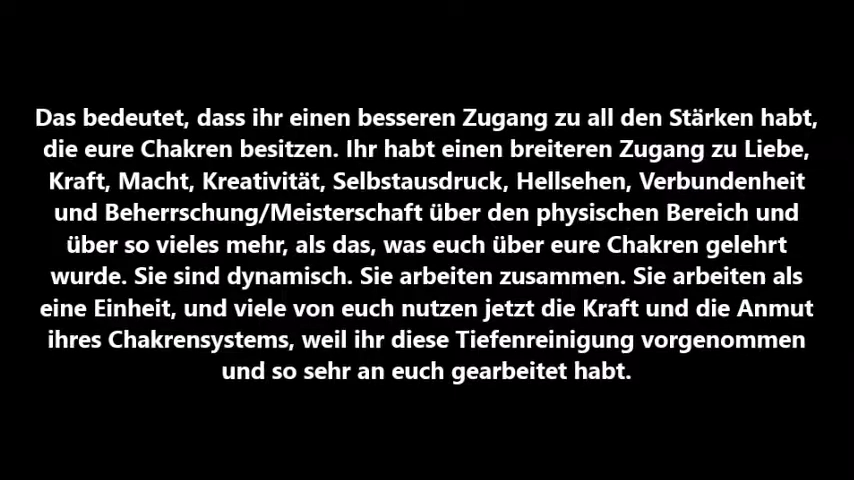 Das bedeutet, dass ihr einen besseren Zugang zu all den Stärken habt,
die eure Chakren besitzen. Ihr habt einen breiteren Zugang zu Liebe,
Kraft, Macht, Kreativität, Selbstausdruck, Hellsehen, Verbundenheit
und Beherrschung/Meisterschaft über den physischen Bereich und
über so vieles mehr, als das, was euch über eure Chakren gelehrt
wurde. Sie sind dynamisch. Sie arbeiten zusammen. Sie arbeiten als
eine Einheit, und viele von euch nutzen jetzt die Kraft und die Anmut
ihres Chakrensystems, weil ihr diese Tiefenreinigung vorgenommen
und so sehr an euch gearbeitet habt.